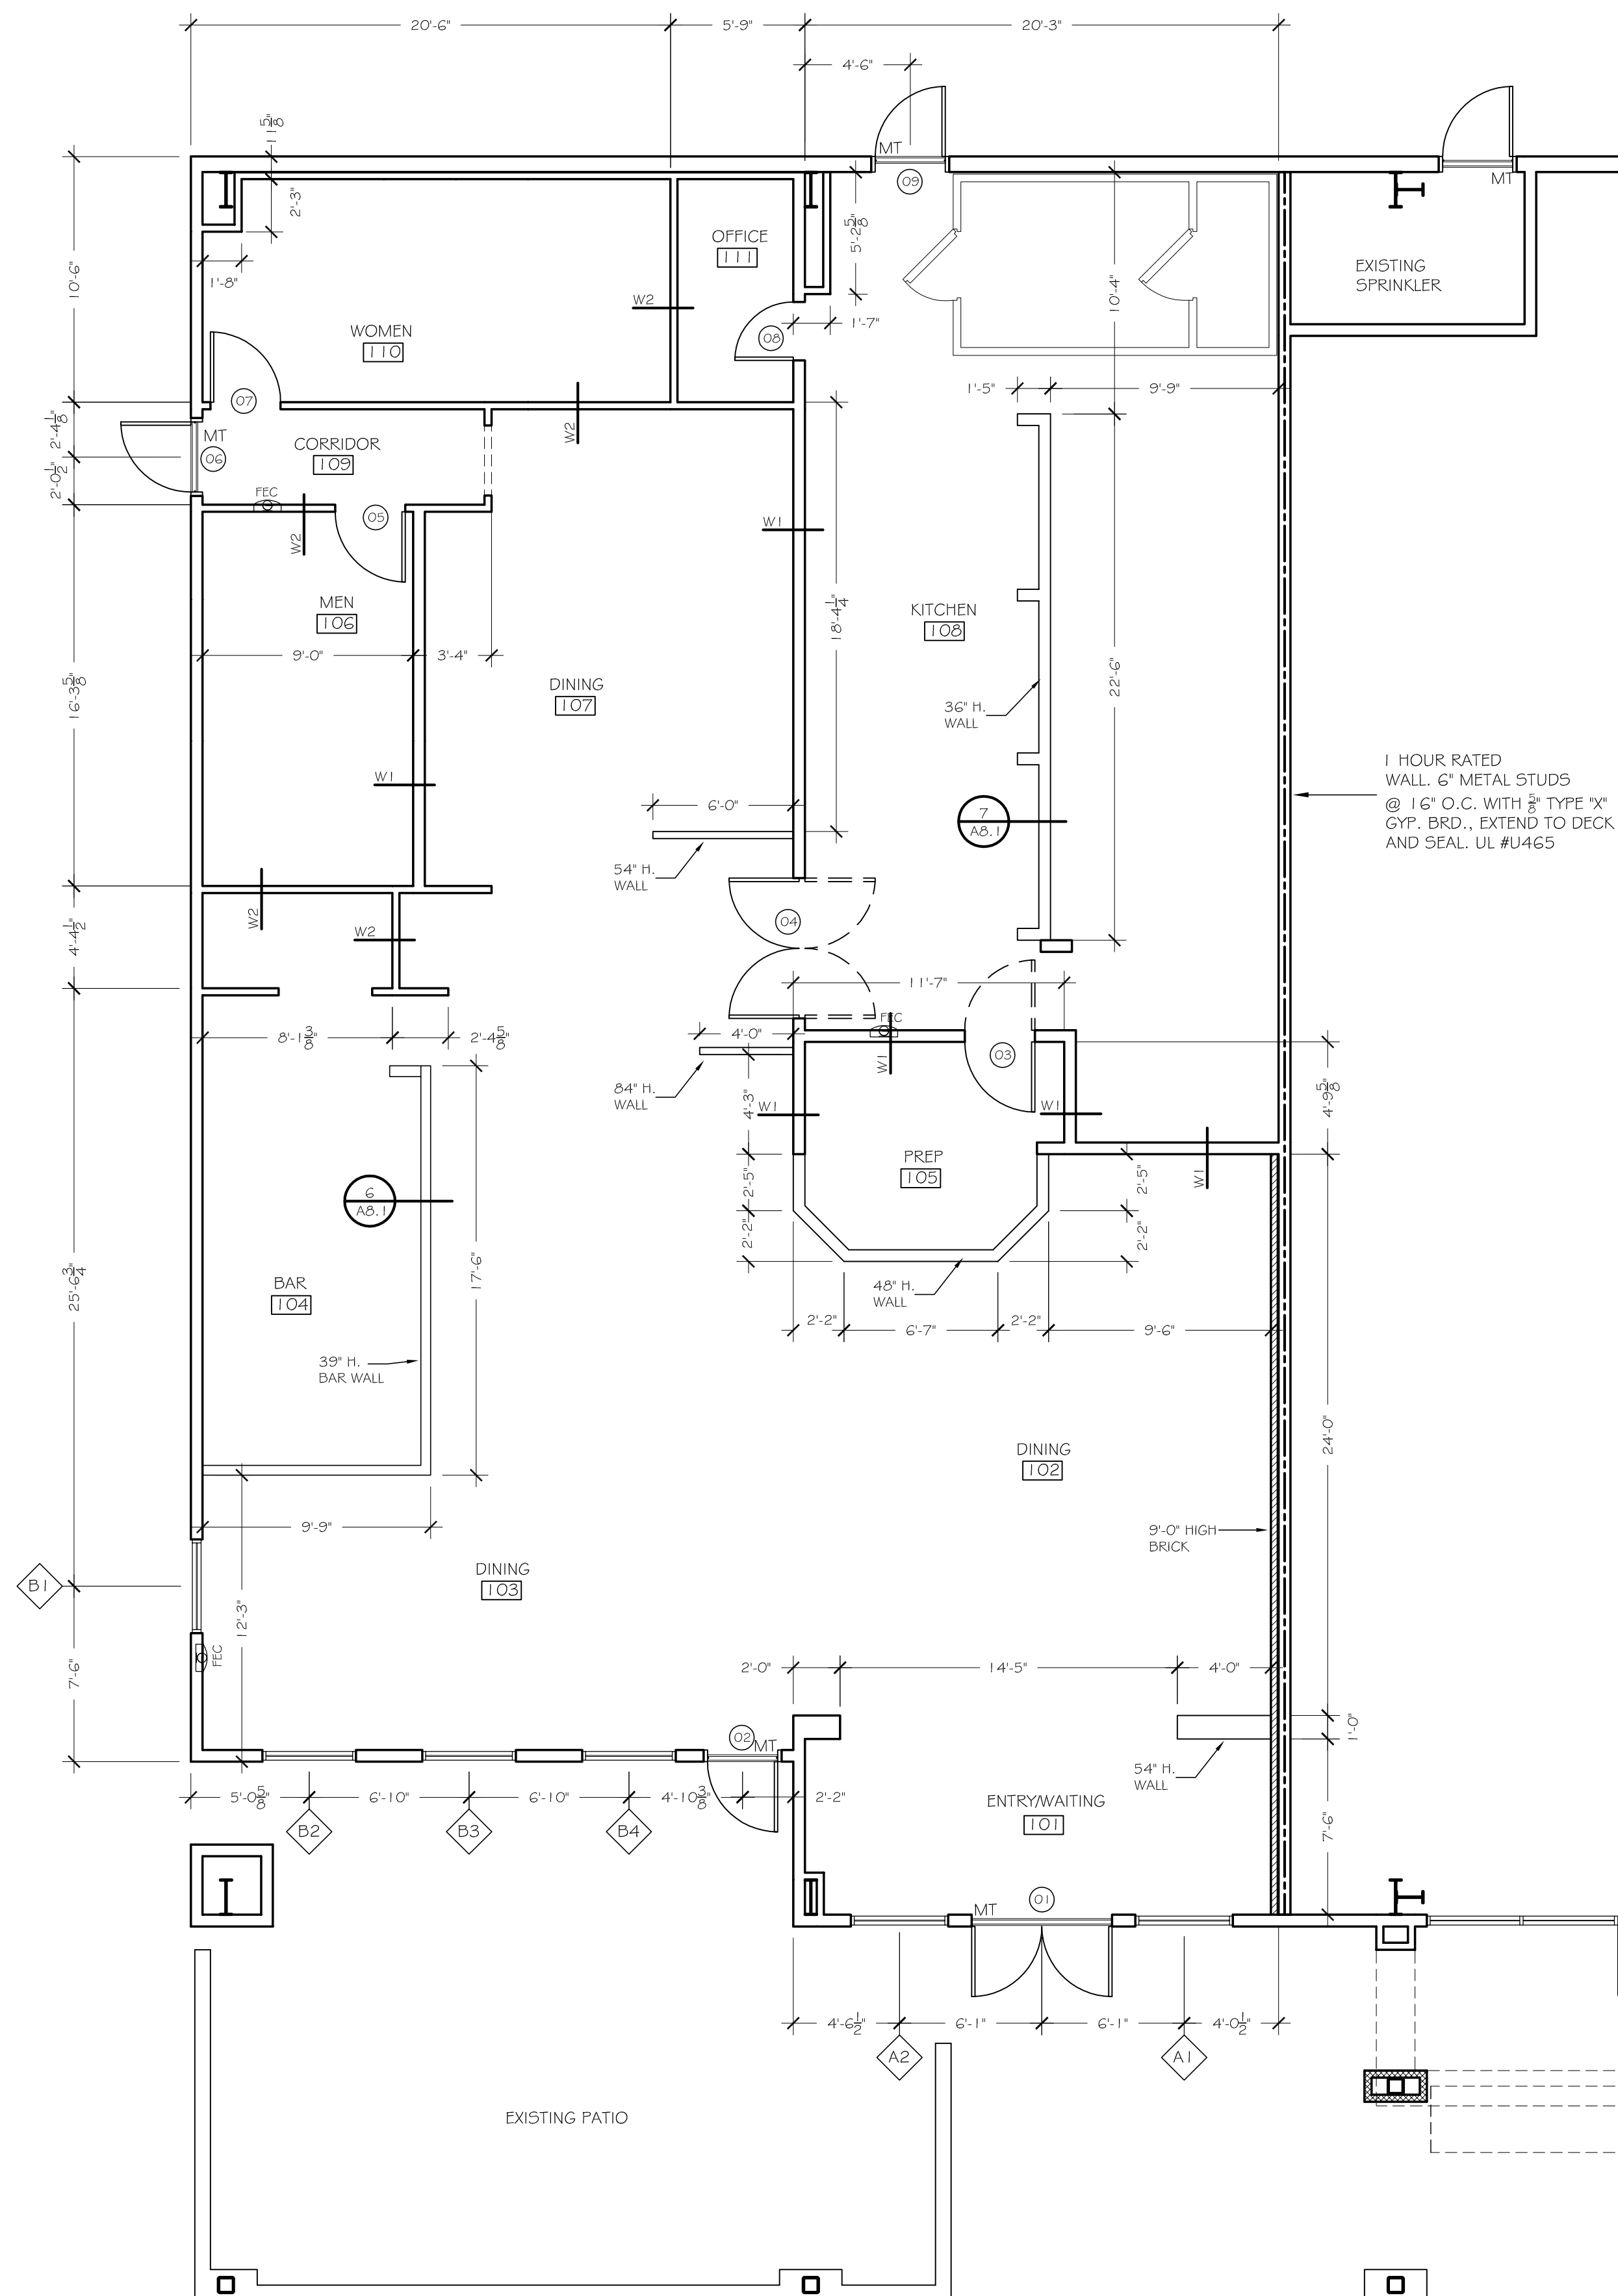 20'-6"
5'-9"
20'-3"
4'-6"
11 5/8"
MT
09
MT
2'-3"
OFFICE
111
5'-2 5/8"
EXISTING
SPRINKLER
10'-6"
1'-8"
10'-4"
W2
WOMEN
110
08
1'-7"
1'-5"
9'-9"
07
2'-4 1/8"
MT
06
CORRIDOR
109
W2
2'-0 1/2"
FEC
05
W2
W1
MEN
106
18'-4 1/4"
KITCHEN
108
9'-0"
3'-4"
16'-3 5/8"
DINING
107
22'-6"
36" H.
WALL
1 HOUR RATED
WALL. 6" METAL STUDS
@ 16" O.C. WITH 5/8" TYPE "X"
GYP. BRD., EXTEND TO DECK
AND SEAL. UL #U465
W1
6'-0"
7
A8.1
54" H.
WALL
W2
04
W2
4'-4 1/2"
11'-7"
FEC
8'-1 3/8"
2'-4 5/8"
4'-0"
W1
03
84" H.
WALL
4'-3"
W1
W1
4'-9 5/8"
PREP
105
2'-5"
2'-5"
W1
6
A8.1
2'-2"
2'-2"
17'-6"
BAR
104
25'-6 3/4"
48" H.
WALL
2'-2"
6'-7"
2'-2"
9'-6"
39" H.
BAR WALL
DINING
102
24'-0"
9'-9"
9'-0" HIGH
BRICK
DINING
103
B1
12'-3"
FEC
7'-6"
2'-0"
14'-5"
4'-0"
02
MT
1'-0"
54" H.
WALL
5'-0 5/8"
6'-10"
6'-10"
4'-10 3/8"
2'-2"
ENTRY/WAITING
101
7'-6"
B2
B3
B4
MT
01
4'-6 1/2"
6'-1"
6'-1"
4'-0 1/2"
A2
A1
EXISTING PATIO